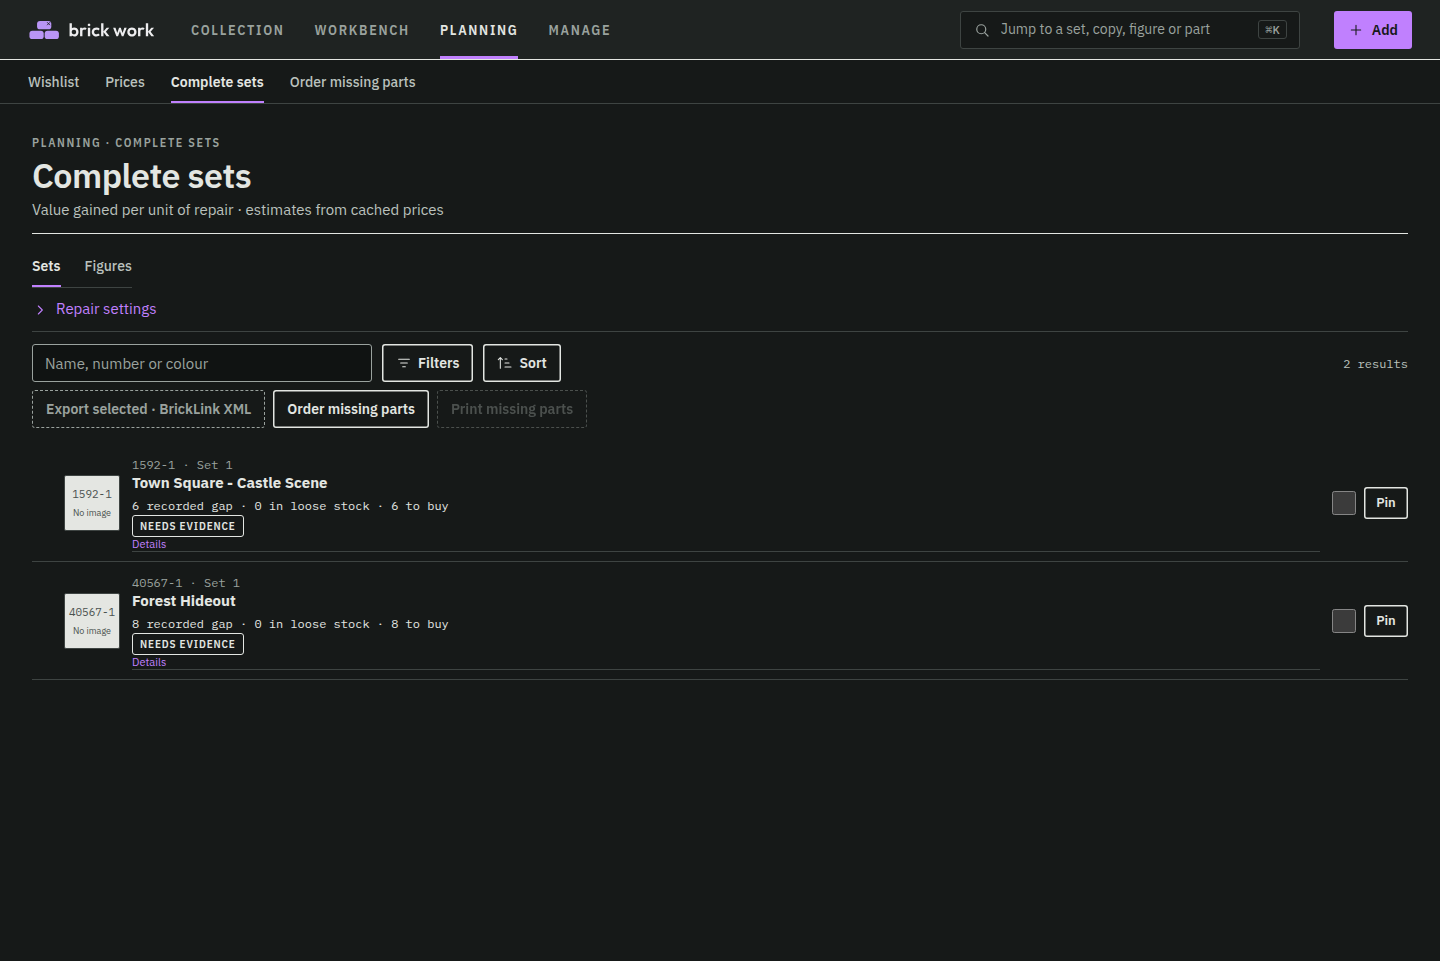 brick work
COLLECTION
WORKBENCH
PLANNING
MANAGE
Jump to a set, copy, figure or part
⌘K
+ Add
Wishlist
Prices
Complete sets
Order missing parts
PLANNING · COMPLETE SETS
Complete sets
Value gained per unit of repair · estimates from cached prices
Sets
Figures
Repair settings
Name, number or colour
Filters
Sort
2 results
Export selected · BrickLink XML
Order missing parts
Print missing parts
1592-1 · Set 1
1592-1
No image
Town Square - Castle Scene
6 recorded gap · 0 in loose stock · 6 to buy
NEEDS EVIDENCE
Details
Pin
40567-1 · Set 1
40567-1
No image
Forest Hideout
8 recorded gap · 0 in loose stock · 8 to buy
NEEDS EVIDENCE
Details
Pin